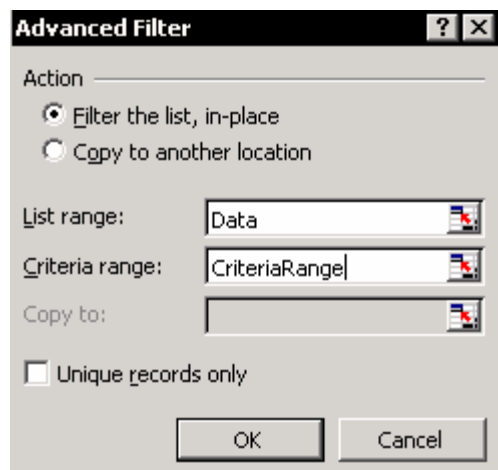 Advanced Filter
Action
Filter the list, in-place
Copy to another location
List range: Data
Criteria range: CriteriaRange
Copy to:
Unique records only
OK Cancel